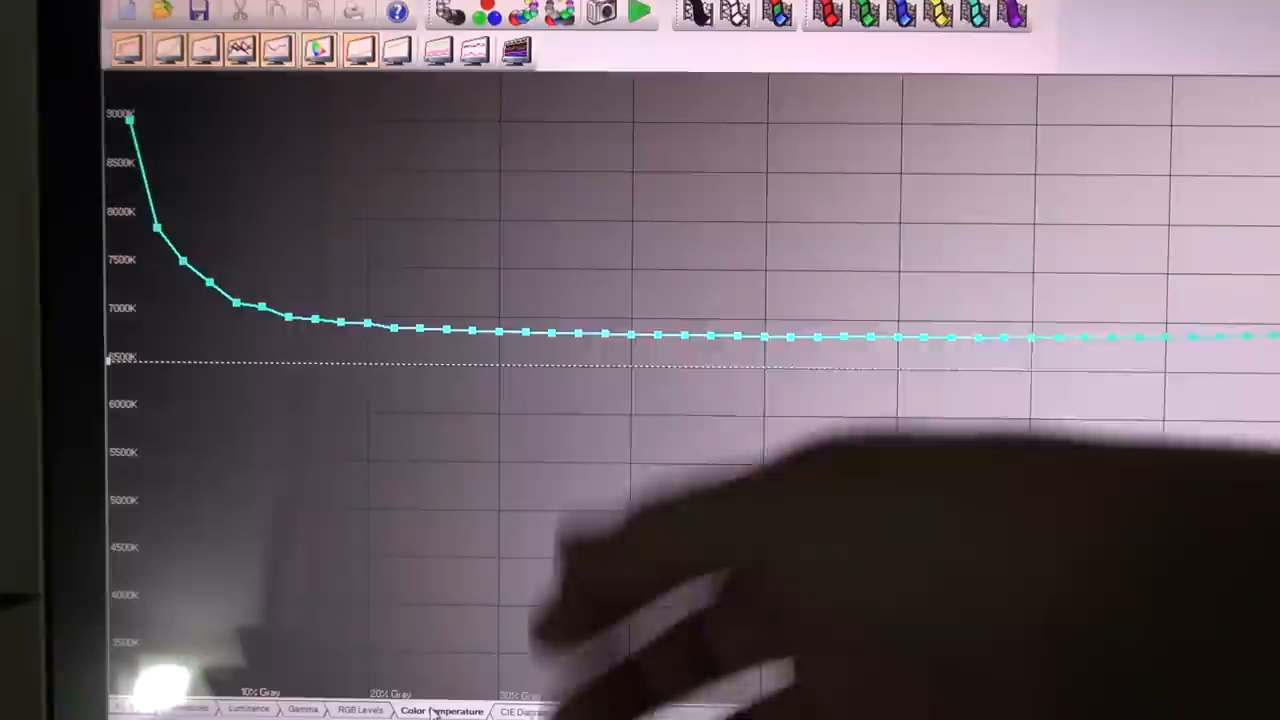 9000K
8500K
8000K
7500K
7000K
6500K
6000K
5500K
5000K
4500K
4000K
3500K
10% Gray 20% Gray 30% Gray
Luminance Gamma RGB Levels Color Temperature CIE